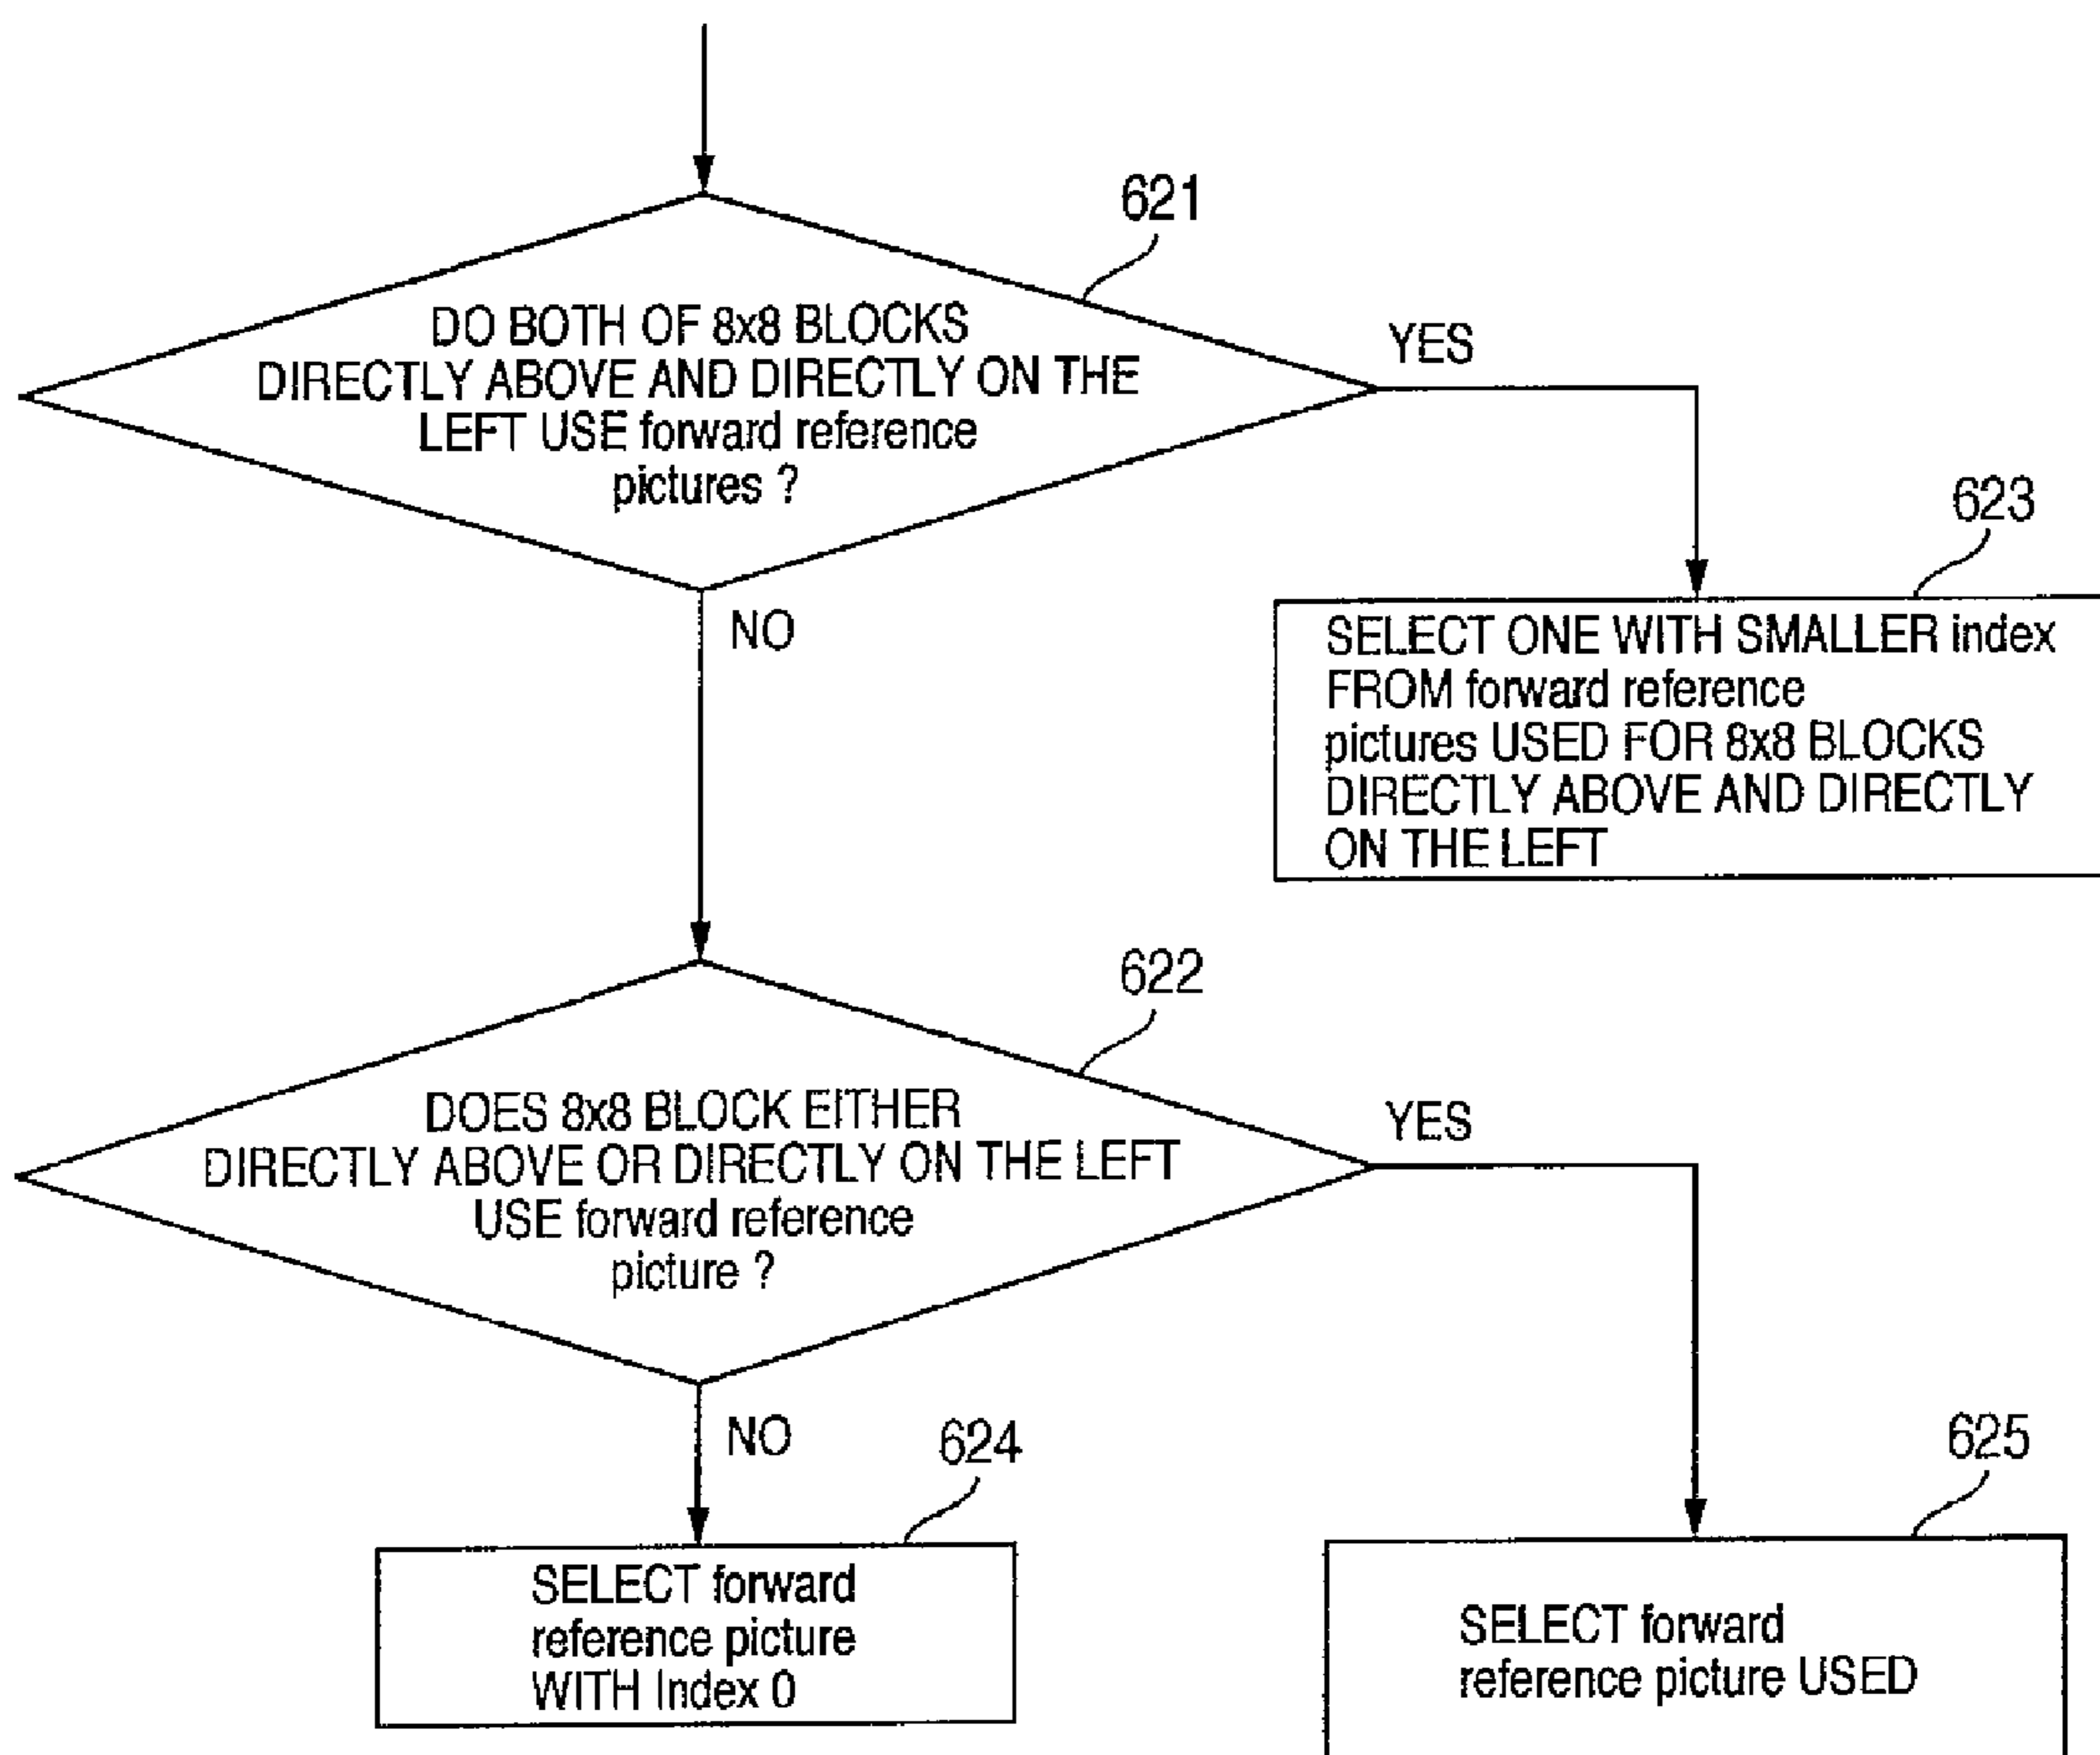 621
DO BOTH OF 8x8 BLOCKS
DIRECTLY ABOVE AND DIRECTLY ON THE
LEFT USE forward reference
pictures ?
YES
NO
623
SELECT ONE WITH SMALLER index
FROM forward reference
pictures USED FOR 8x8 BLOCKS
DIRECTLY ABOVE AND DIRECTLY
ON THE LEFT
622
DOES 8x8 BLOCK EITHER
DIRECTLY ABOVE OR DIRECTLY ON THE LEFT
USE forward reference
picture ?
YES
NO
624
SELECT forward
reference picture
WITH Index 0
625
SELECT forward
reference picture USED